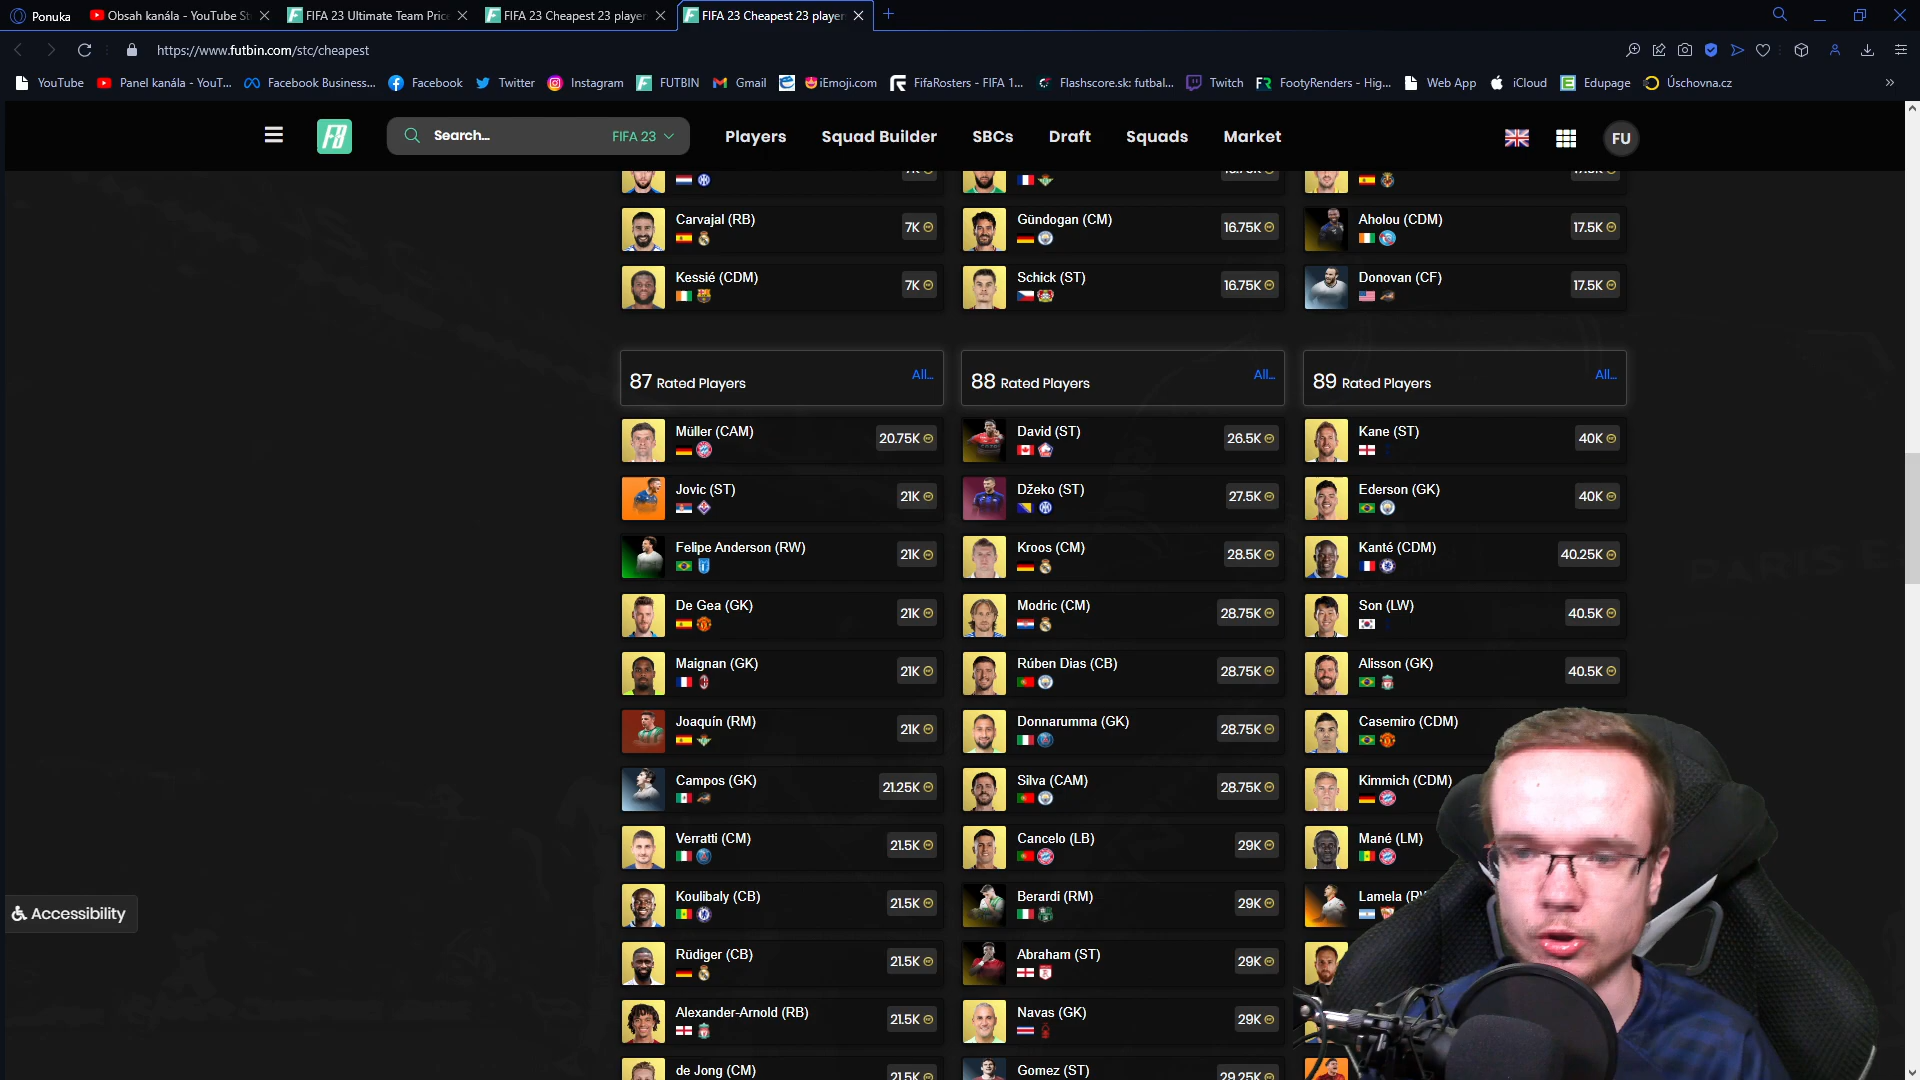 Ponuka
Obsah kanála - YouTube St
FIFA 23 Ultimate Team Price
FIFA 23 Cheapest 23 player
FIFA 23 Cheapest 23 player
https://www.futbin.com/stc/cheapest
YouTube
Panel kanála - YouT...
Facebook Business...
Facebook
Twitter
Instagram
FUTBIN
Gmail
iEmoji.com
FifaRosters - FIFA 1...
Flashscore.sk: futbal...
Twitch
FootyRenders - Hig...
Web App
iCloud
Edupage
Úschovna.cz
Search...
FIFA 23
Players
Squad Builder
SBCs
Draft
Squads
Market
FU
Carvajal (RB)
7K
Kessié (CDM)
7K
Gündogan (CM)
16.75K
Schick (ST)
16.75K
Aholou (CDM)
17.5K
Donovan (CF)
17.5K
87 Rated Players
All...
Müller (CAM)
20.75K
Jovic (ST)
21K
Felipe Anderson (RW)
21K
De Gea (GK)
21K
Maignan (GK)
21K
Joaquín (RM)
21K
Campos (GK)
21.25K
Verratti (CM)
21.5K
Koulibaly (CB)
21.5K
Rüdiger (CB)
21.5K
Alexander-Arnold (RB)
21.5K
de Jong (CM)
21.5K
88 Rated Players
All...
David (ST)
26.5K
Džeko (ST)
27.5K
Kroos (CM)
28.5K
Modric (CM)
28.75K
Rúben Dias (CB)
28.75K
Donnarumma (GK)
28.75K
Silva (CAM)
28.75K
Cancelo (LB)
29K
Berardi (RM)
29K
Abraham (ST)
29K
Navas (GK)
29K
Gomez (ST)
29.25K
89 Rated Players
All...
Kane (ST)
40K
Ederson (GK)
40K
Kanté (CDM)
40.25K
Son (LW)
40.5K
Alisson (GK)
40.5K
Casemiro (CDM)
Kimmich (CDM)
Mané (LM)
Lamela
Accessibility